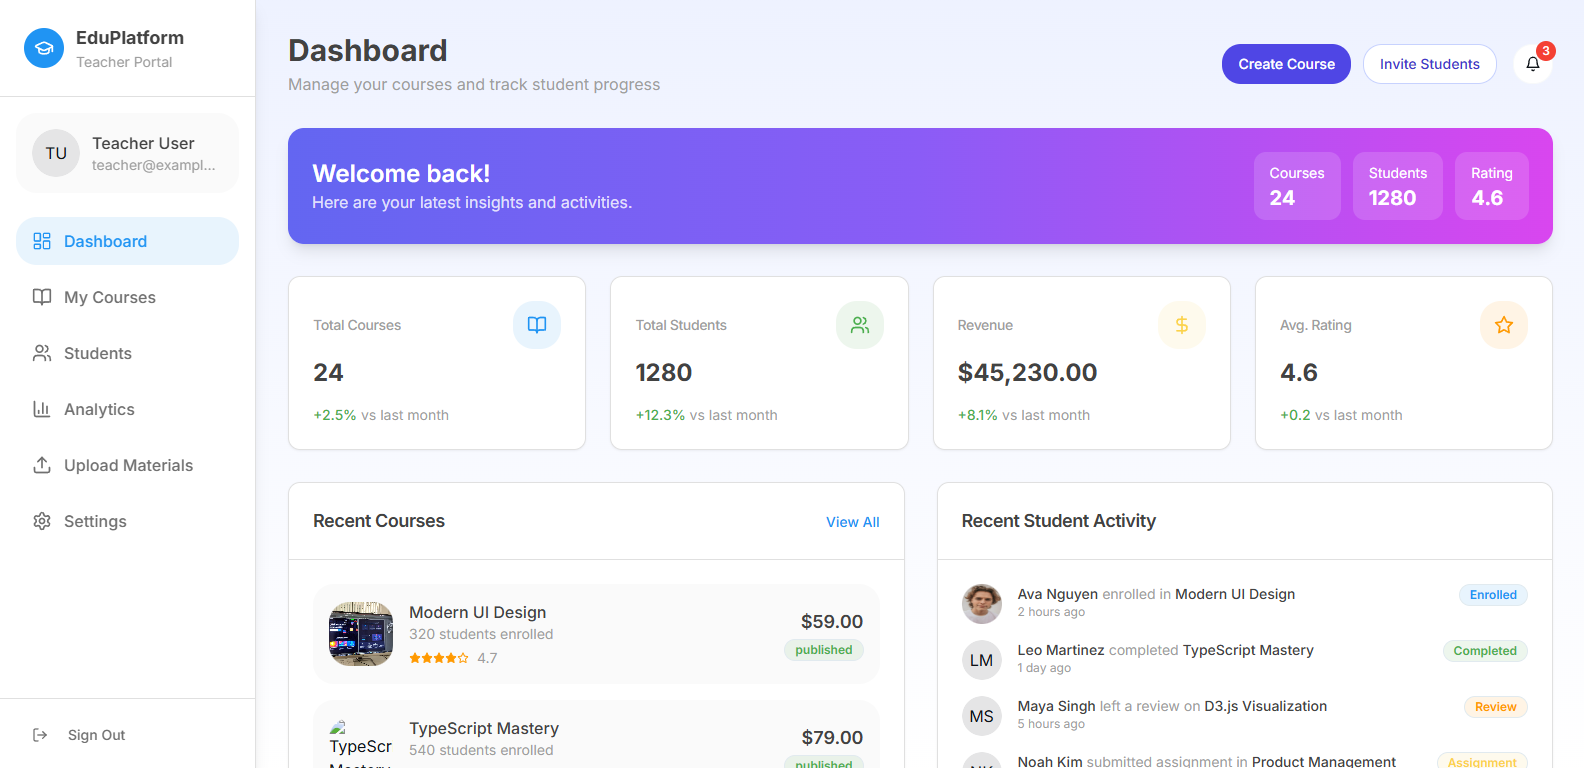 EduPlatform
Teacher Portal
TU
Teacher User
teacher@exampl...
Dashboard
My Courses
Students
Analytics
Upload Materials
Settings
Sign Out
Dashboard
Manage your courses and track student progress
Create Course
Invite Students
3
Welcome back!
Here are your latest insights and activities.
Courses
24
Students
1280
Rating
4.6
Total Courses
24
+2.5% vs last month
Total Students
1280
+12.3% vs last month
Revenue
$
$45,230.00
+8.1% vs last month
Avg. Rating
4.6
+0.2 vs last month
Recent Courses
View All
Modern UI Design
320 students enrolled
4.7
$59.00
published
TypeScr
Mastery
TypeScript Mastery
540 students enrolled
$79.00
published
Recent Student Activity
Ava Nguyen enrolled in Modern UI Design
2 hours ago
Enrolled
LM
Leo Martinez completed TypeScript Mastery
1 day ago
Completed
MS
Maya Singh left a review on D3.js Visualization
5 hours ago
Review
NK
Noah Kim submitted assignment in Product Management
Assignment